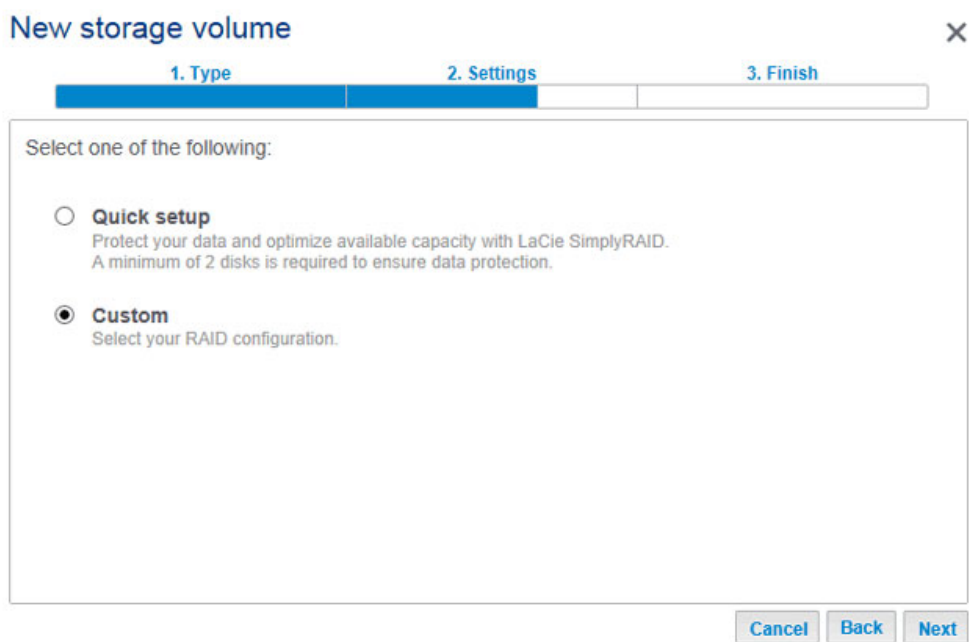 New storage volume
1. Type 2. Settings 3. Finish
Select one of the following:
Quick setup
Protect your data and optimize available capacity with LaCie SimplyRAID.
A minimum of 2 disks is required to ensure data protection.
Custom
Select your RAID configuration.
Cancel Back Next